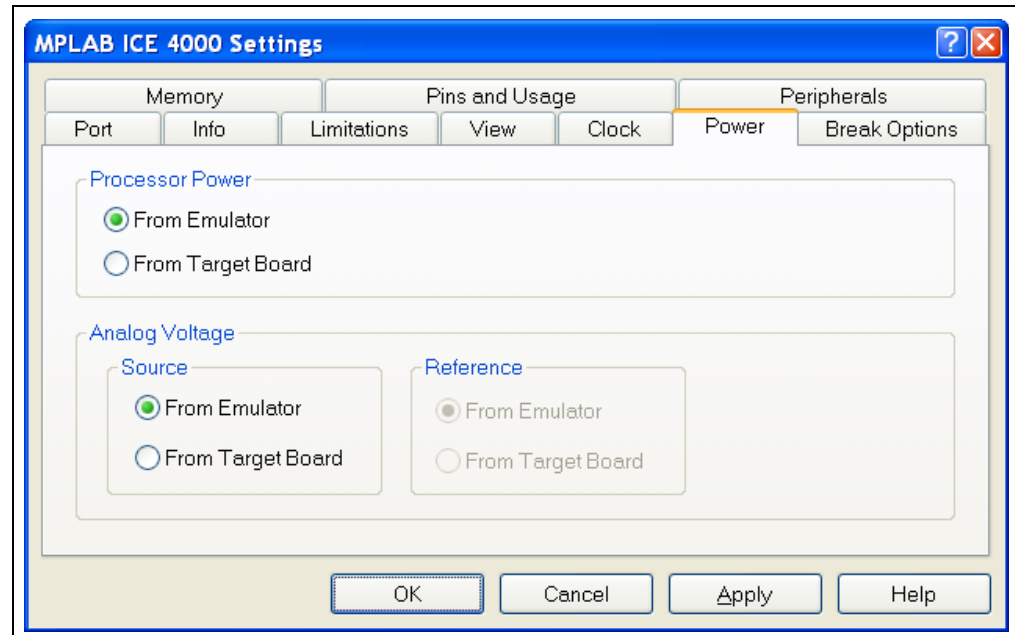 MPLAB ICE 4000 Settings
Memory Pins and Usage Peripherals
Port Info Limitations View Clock Power Break Options
Processor Power
From Emulator
From Target Board
Analog Voltage
Source
From Emulator
From Target Board
Reference
From Emulator
From Target Board
OK Cancel Apply Help